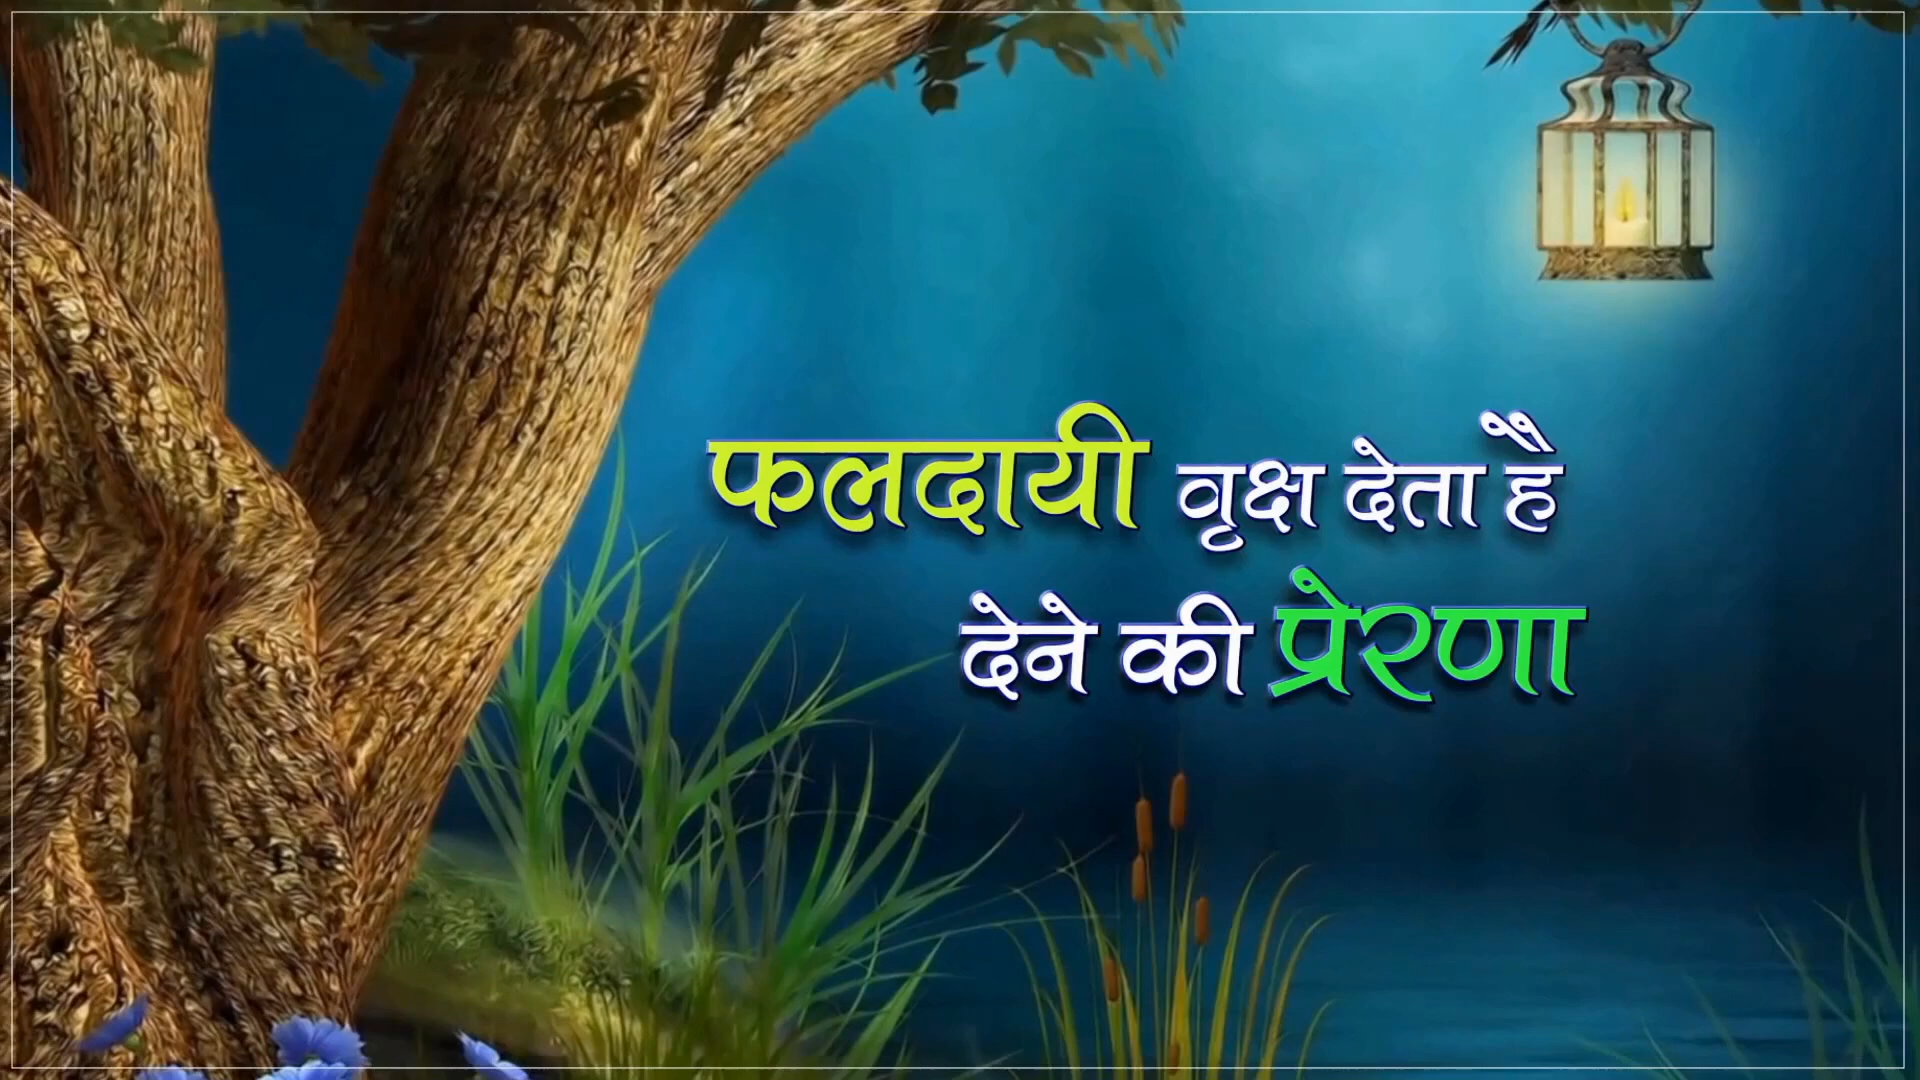 फलदायी वृक्ष देता है
देने की प्रेरणा